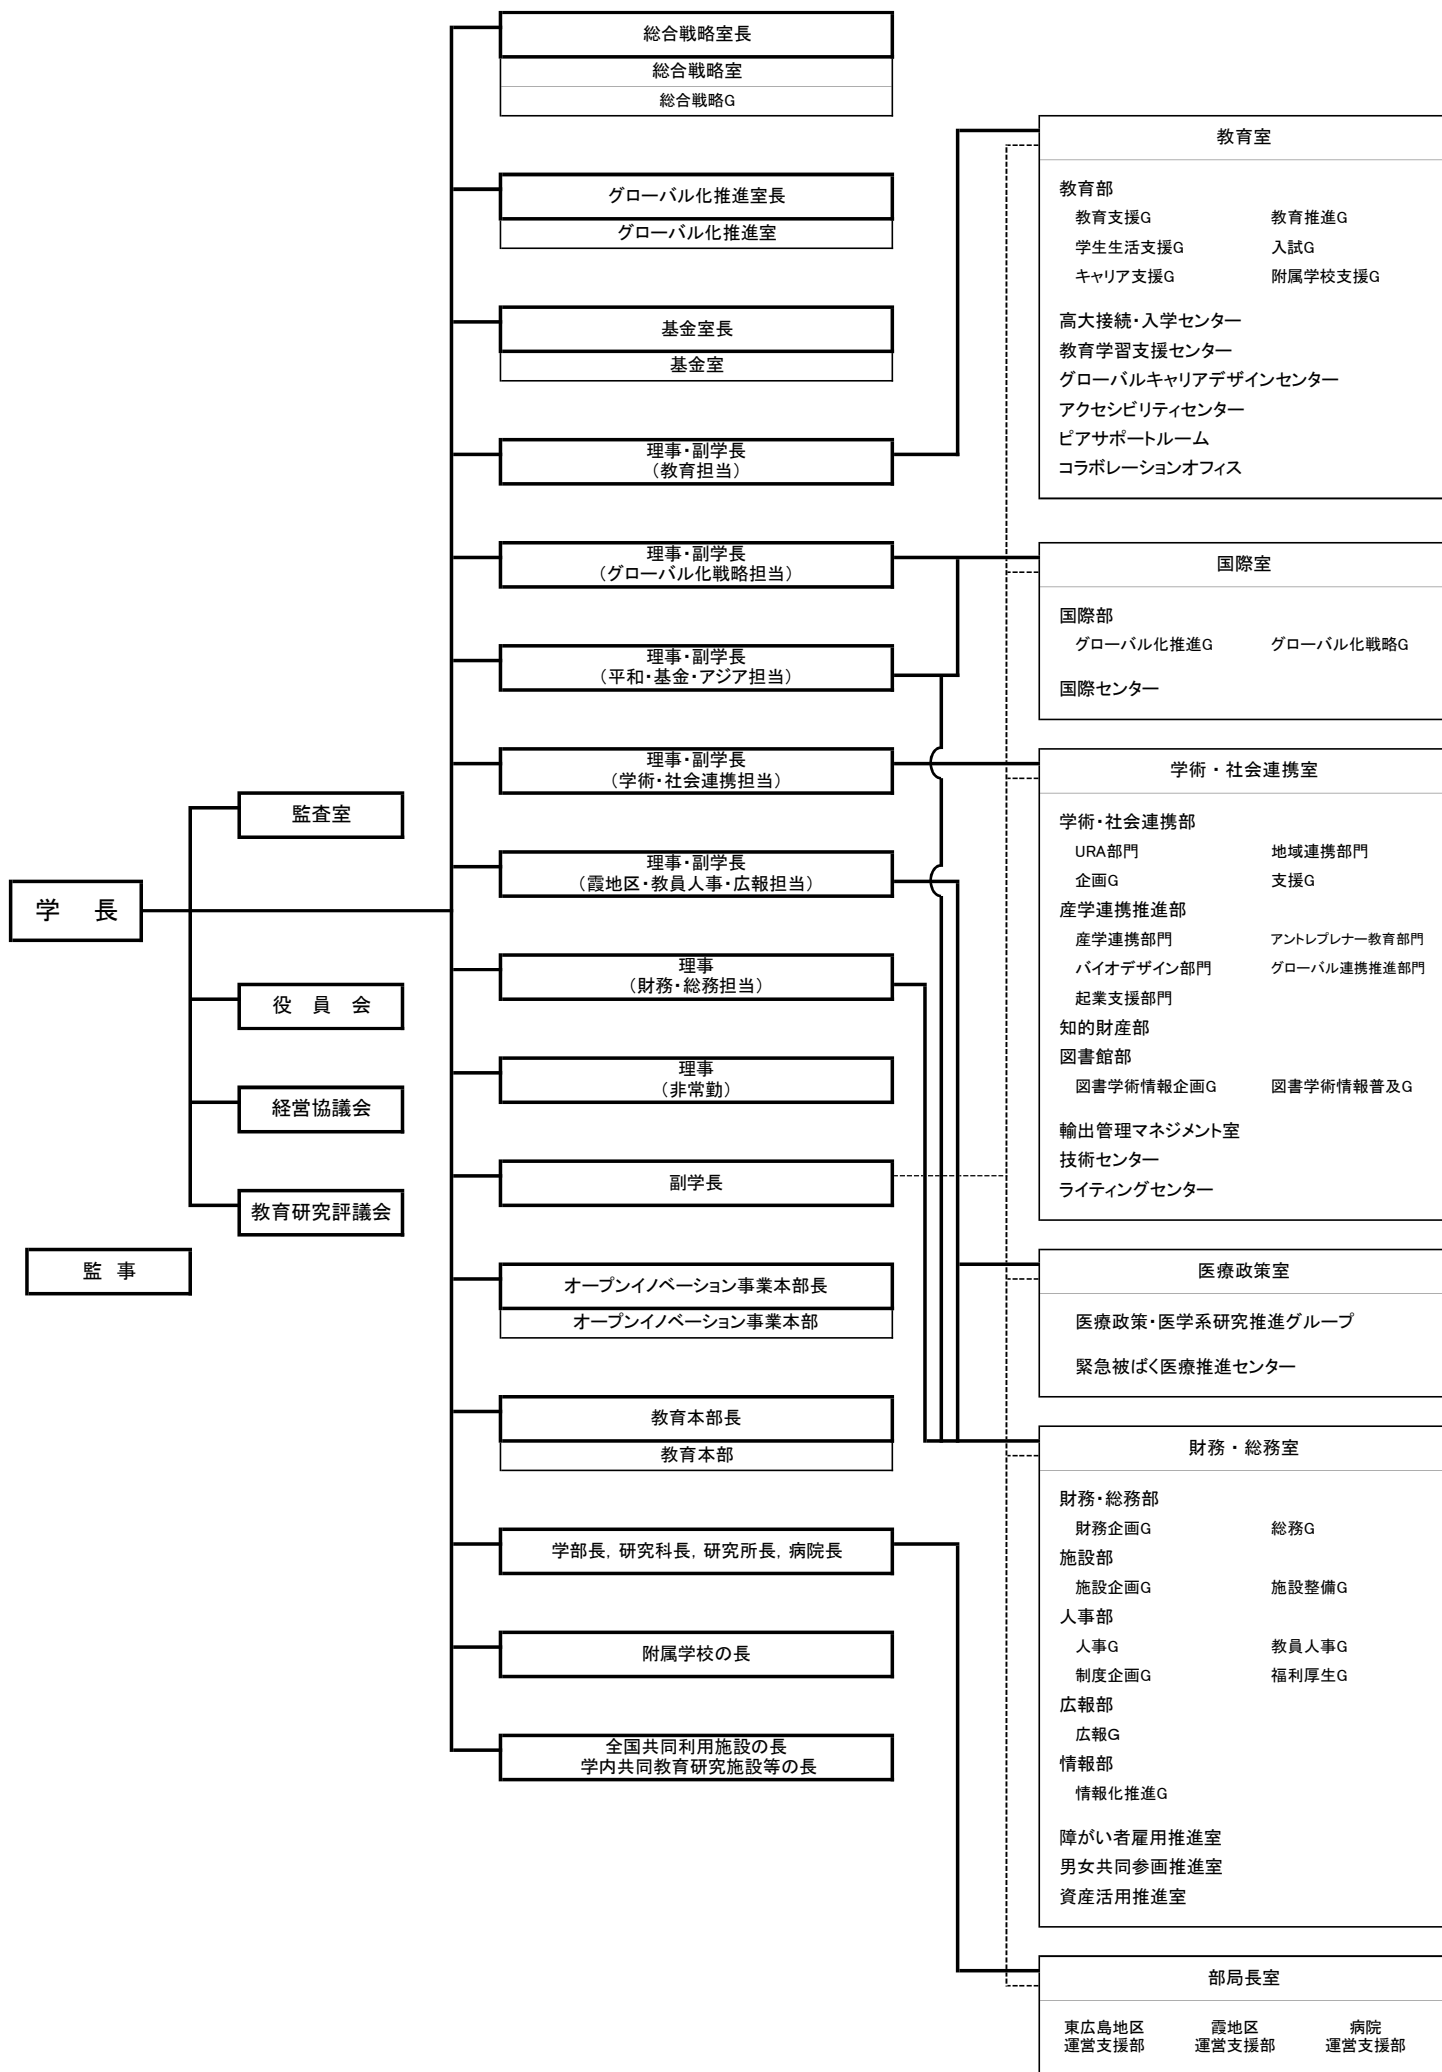 学　長
監査室
役　員　会
経営協議会
教育研究評議会
監　事
総合戦略室長
総合戦略室
総合戦略G
グローバル化推進室長
グローバル化推進室
基金室長
基金室
理事・副学長
（教育担当）
理事・副学長
（グローバル化戦略担当）
理事・副学長
（平和・基金・アジア担当）
理事・副学長
（学術・社会連携担当）
理事・副学長
（霞地区・教員人事・広報担当）
理事
（財務・総務担当）
理事
（非常勤）
副学長
オープンイノベーション事業本部長
オープンイノベーション事業本部
教育本部長
教育本部
学部長，研究科長，研究所長，病院長
附属学校の長
全国共同利用施設の長
学内共同教育研究施設等の長
教育室
教育部
教育支援G　教育推進G
学生生活支援G　入試G
キャリア支援G　附属学校支援G
高大接続・入学センター
教育学習支援センター
グローバルキャリアデザインセンター
アクセシビリティセンター
ピアサポートルーム
コラボレーションオフィス
国際室
国際部
グローバル化推進G　グローバル化戦略G
国際センター
学術・社会連携室
学術・社会連携部
URA部門　地域連携部門
企画G　支援G
産学連携推進部
産学連携部門　アントレプレナー教育部門
バイオデザイン部門　グローバル連携推進部門
起業支援部門
知的財産部
図書館部
図書学術情報企画G　図書学術情報普及G
輸出管理マネジメント室
技術センター
ライティングセンター
医療政策室
医療政策・医学系研究推進グループ
緊急被ばく医療推進センター
財務・総務室
財務・総務部
財務企画G　総務G
施設部
施設企画G　施設整備G
人事部
人事G　教員人事G
制度企画G　福利厚生G
広報部
広報G
情報部
情報化推進G
障がい者雇用推進室
男女共同参画推進室
資産活用推進室
部局長室
東広島地区　霞地区　病院
運営支援部　運営支援部　運営支援部